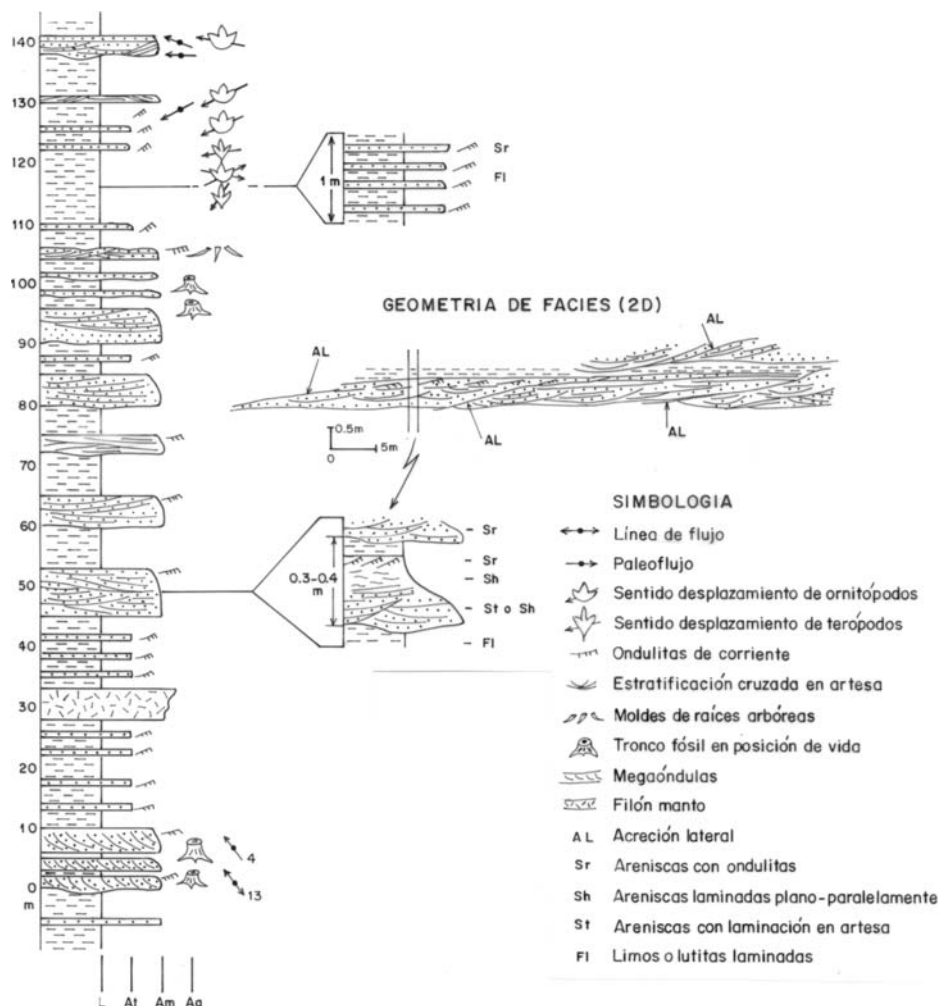 140
130
120
110
100
90
80
70
60
50
40
30
20
10
0
m
4
13
L At Am Ag
1 m
Sr
Fl
GEOMETRIA DE FACIES (2D)
AL
AL
AL
AL
0.5m
0 5m
0.3-0.4
m
Sr
Sr
Sh
St o Sh
Fl
SIMBOLOGIA
Línea de flujo
Paleoflujo
Sentido desplazamiento de ornitópodos
Sentido desplazamiento de terópodos
Ondulitas de corriente
Estratificación cruzada en artesa
Moldes de raíces arbóreas
Tronco fósil en posición de vida
Megaóndulas
Filón manto
AL Acreción lateral
Sr Areniscas con ondulitas
Sh Areniscas laminadas plano-paralelamente
St Areniscas con laminación en artesa
Fl Limos o lutitas laminadas